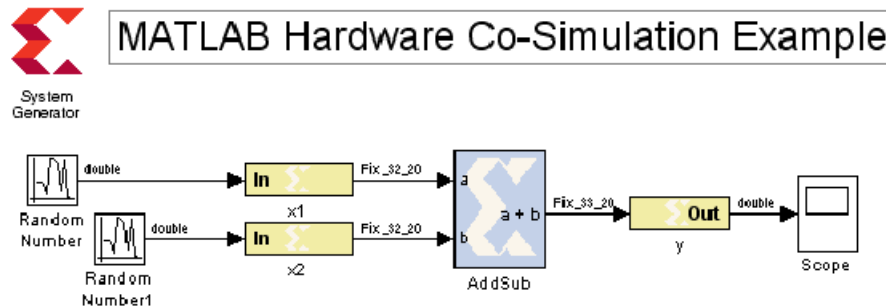 MATLAB Hardware Co-Simulation Example
System
Generator
double
Random
Number
In
x1
Fix_32_20
double
Random
Number1
In
x2
Fix_32_20
a
b
a + b
AddSub
Fix_33_20
Out
y
double
Scope